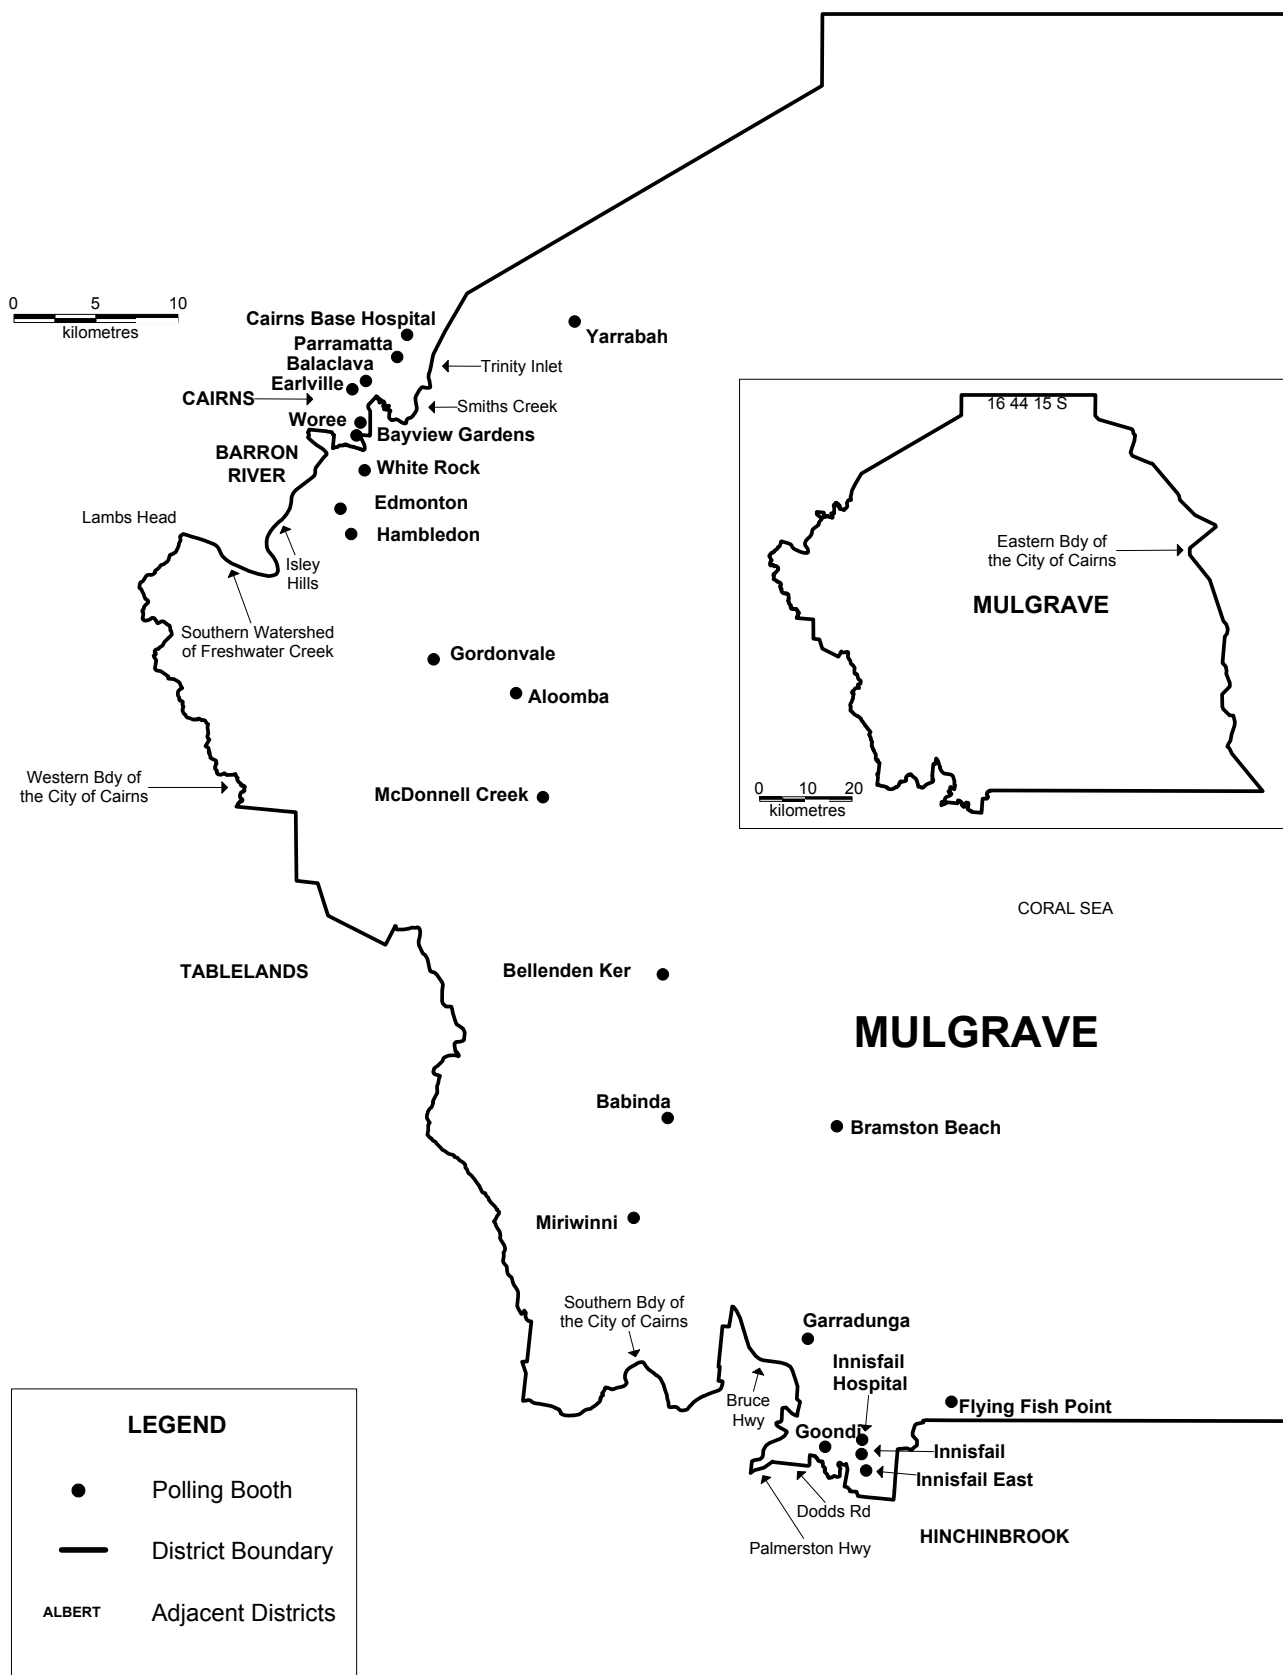 0 5 10
kilometres
Cairns Base Hospital
Parramatta
Balaclava
Earlville
CAIRNS
Woree
Bayview Gardens
BARRON
RIVER
White Rock
Edmonton
Hambledon
Lambs Head
Isley
Hills
Southern Watershed
of Freshwater Creek
Yarrabah
Trinity Inlet
Smiths Creek
16 44 15 S
Eastern Bdy of
the City of Cairns
MULGRAVE
0 10 20
kilometres
Gordonvale
Aloomba
Western Bdy of
the City of Cairns
McDonnell Creek
CORAL SEA
TABLELANDS
Bellenden Ker
MULGRAVE
Babinda
Bramston Beach
Miriwinni
Southern Bdy of
the City of Cairns
Garradunga
Innisfail
Hospital
Bruce
Hwy
Flying Fish Point
Goondi
Innisfail
Innisfail East
Dodds Rd
Palmerston Hwy
HINCHINBROOK
LEGEND
Polling Booth
District Boundary
ALBERT Adjacent Districts